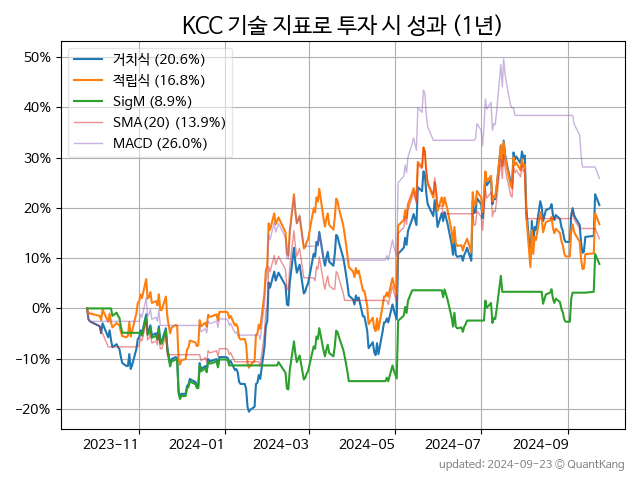 KCC 기술 지표로 투자 시 성과 (1년)
거치식 (20.6%)
적립식 (16.8%)
SigM (8.9%)
SMA(20) (13.9%)
MACD (26.0%)
50%
40%
30%
20%
10%
0%
−10%
−20%
2023-11 2024-01 2024-03 2024-05 2024-07 2024-09
updated: 2024-09-23 © QuantKang